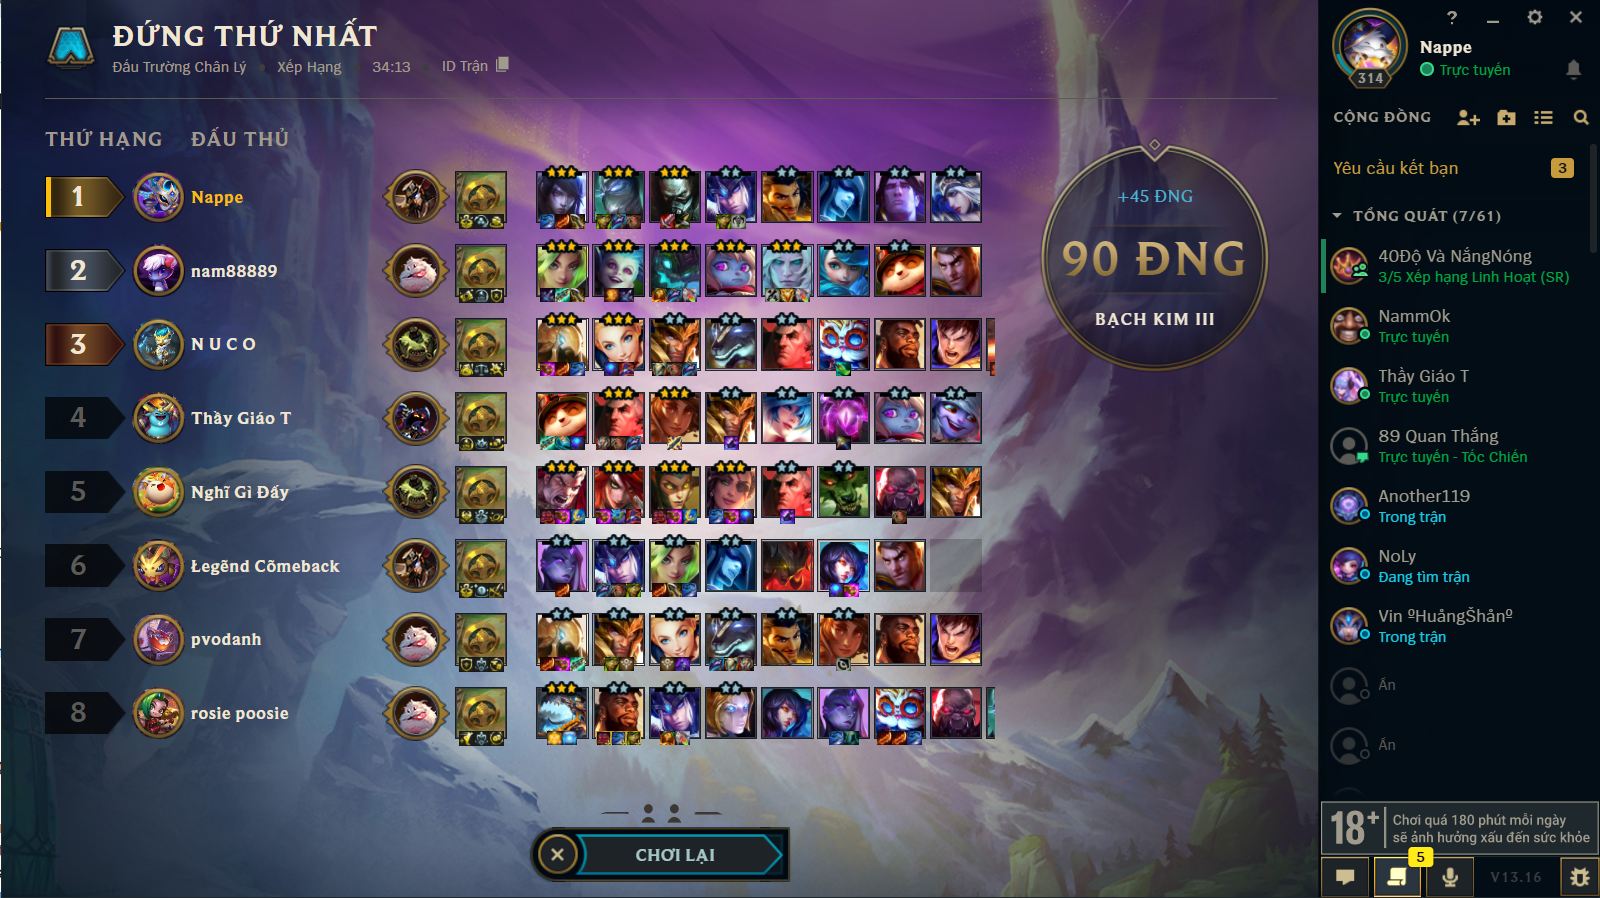 ĐỨNG THỨ NHẤT
Đấu Trường Chân Lý
Xếp Hạng
34:13
ID Trận
THỨ HẠNG
ĐẤU THỦ
1
Nappe
2
nam88889
3
N U C O
4
Thầy Giáo T
5
Nghĩ Gì Đấy
6
Łegẽnd Cõmeback
7
pvodanh
8
rosie poosie
+45 ĐNG
90 ĐNG
BẠCH KIM III
CHƠI LẠI
?
Nappe
314
Trực tuyến
CỘNG ĐỒNG
Yêu cầu kết bạn
3
TỔNG QUÁT (7/61)
40Độ Và NắngNóng
3/5 Xếp hạng Linh Hoạt (SR)
NammOk
Trực tuyến
Thầy Giáo T
Trực tuyến
89 Quan Thắng
Trực tuyến - Tốc Chiến
Another119
Trong trận
NoLy
Đang tìm trận
Vin ºHuảngŠhảnº
Trong trận
Ẩn
Ẩn
18+
Chơi quá 180 phút mỗi ngày
sẽ ảnh hưởng xấu đến sức khỏe
5
V13.16